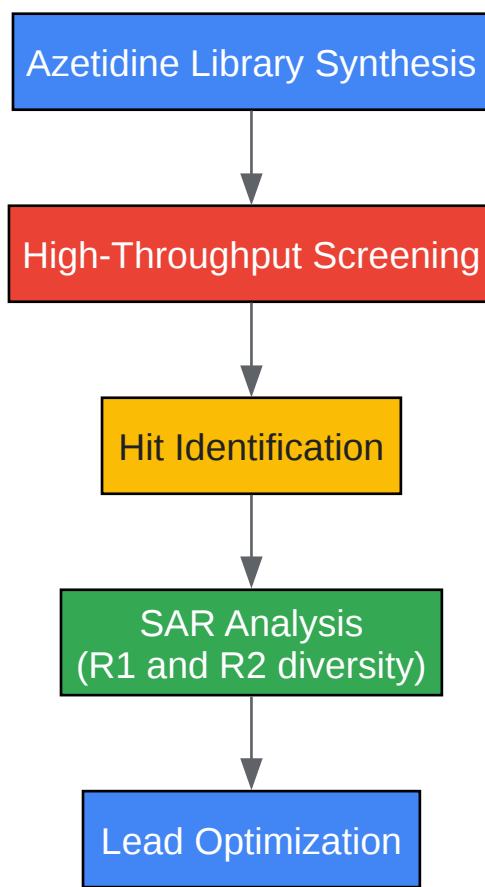 Azetidine Library Synthesis
High-Throughput Screening
Hit Identification
SAR Analysis
(R1 and R2 diversity)
Lead Optimization